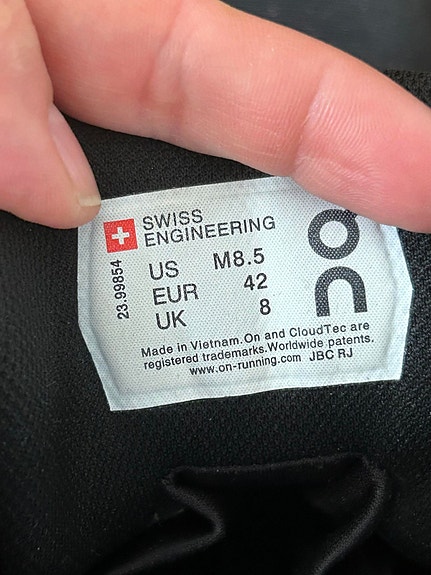 SWISS
ENGINEERING
on
23.99854
US M8.5
EUR 42
UK 8
Made in Vietnam.On and CloudTec are
registered trademarks.Worldwide patents.
www.on-running.com JBC RJ